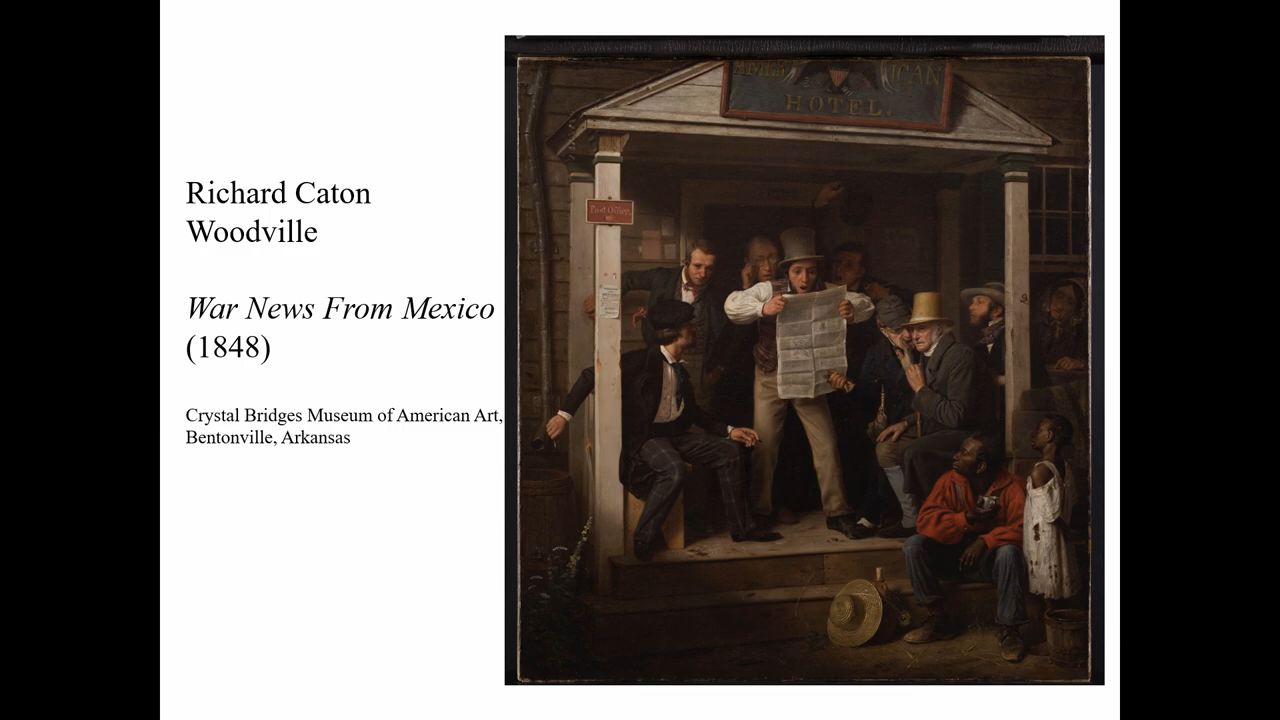 Richard Caton
Woodville
War News From Mexico
(1848)
Crystal Bridges Museum of American Art,
Bentonville, Arkansas
AMERICAN
HOTEL.
Post Office.